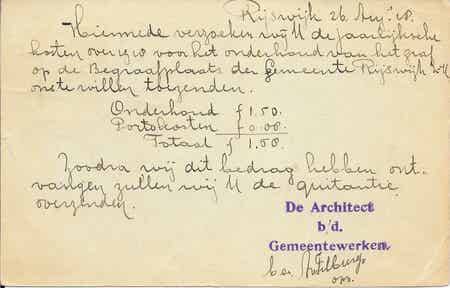 Rijswijk 26 Aug. '18.
Hiermede verzoeken wij U de jaarlijksche
kosten over 1918 voor het onderhoud van het graf
op de Begraafplaats der Gemeente Rijswijk
ons te willen toezenden.
Onderhoud f 1.50.
Portokosten f 0.00.
Totaal f 1.50.
Zoodra wij dit bedrag hebben ont-
vangen zullen wij U de quitantie
overzenden.
De Architect
b/d.
Gemeentewerken